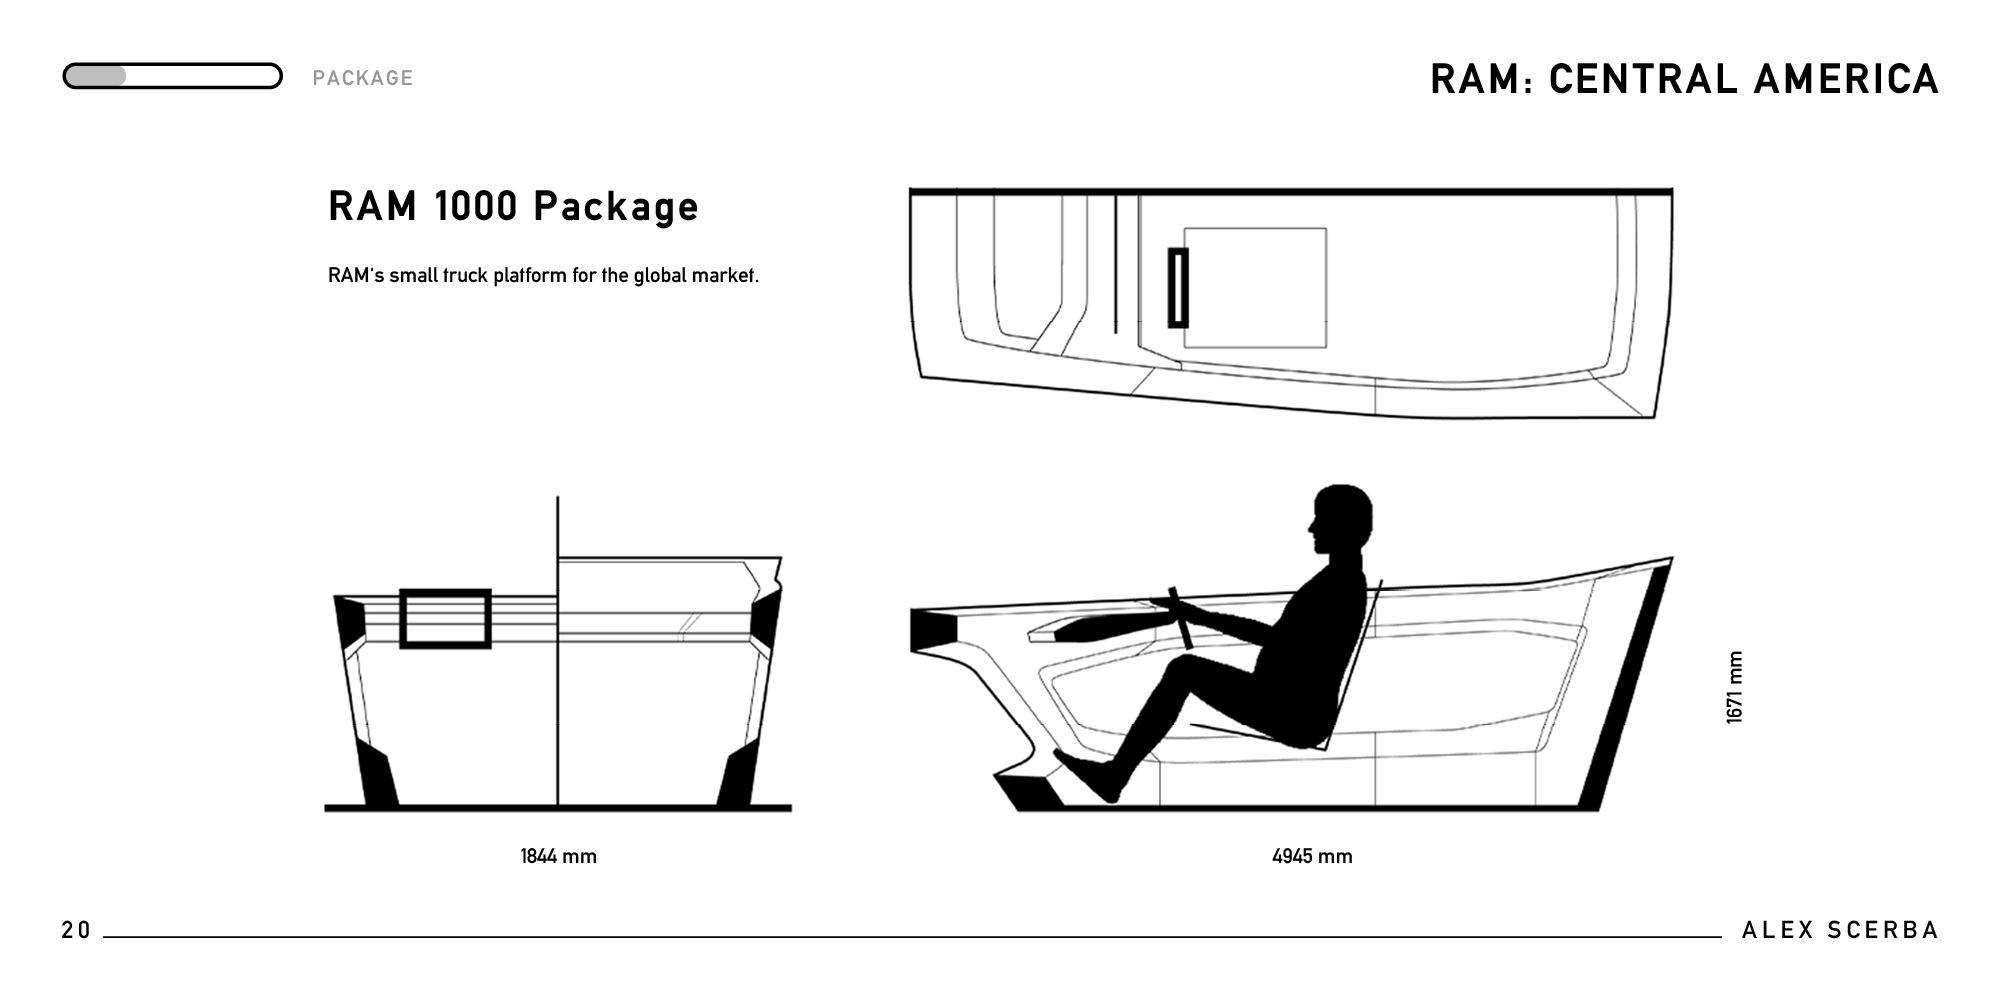 PACKAGE
RAM: CENTRAL AMERICA
RAM 1000 Package
RAM's small truck platform for the global market.
1671 mm
1844 mm
4945 mm
20
ALEX SCERBA